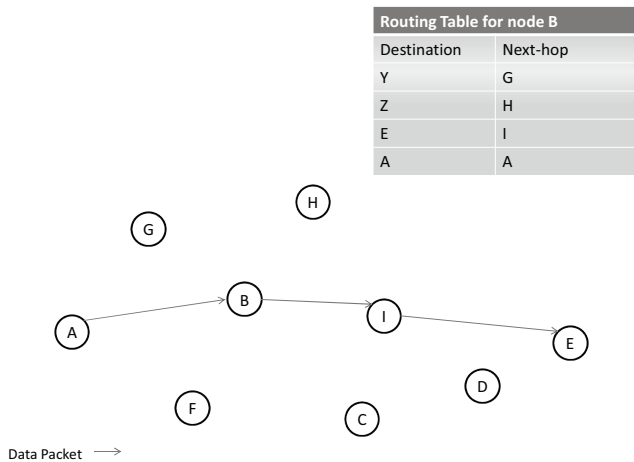 Routing Table for node B
Destination Next-hop
Y G
Z H
E I
A A
H
G
B
I
A
E
D
F
C
Data Packet